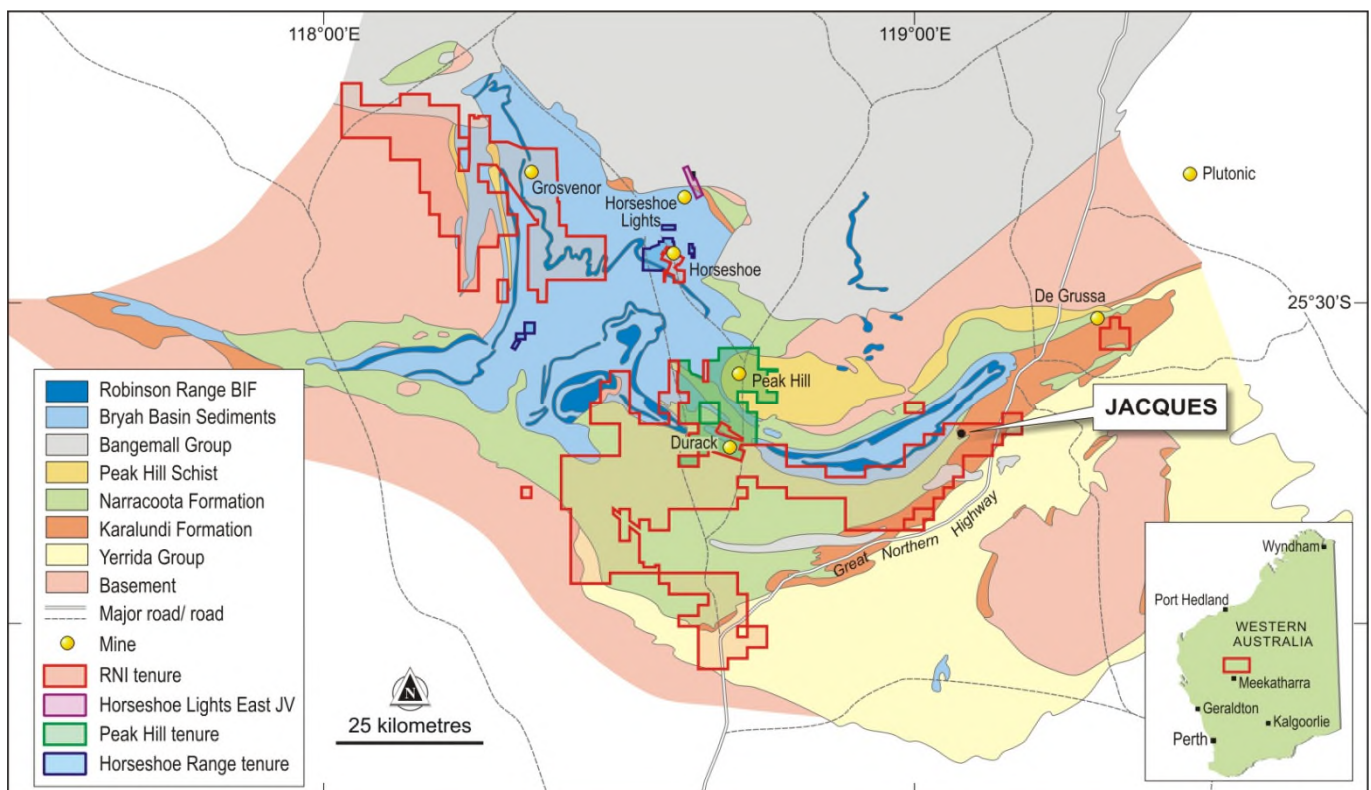 118°00'E
119°00'E
Grosvenor
Horseshoe
Lights
Horseshoe
Plutonic
De Grussa
25°30'S
Peak Hill
JACQUES
Durack
Great Northern Highway
Robinson Range BIF
Bryah Basin Sediments
Bangemall Group
Peak Hill Schist
Narracoota Formation
Karalundi Formation
Yerrida Group
Basement
Major road/ road
Mine
RNI tenure
Horseshoe Lights East JV
Peak Hill tenure
Horseshoe Range tenure
N
25 kilometres
Wyndham
Port Hedland
WESTERN
AUSTRALIA
Meekatharra
Geraldton
Kalgoorlie
Perth